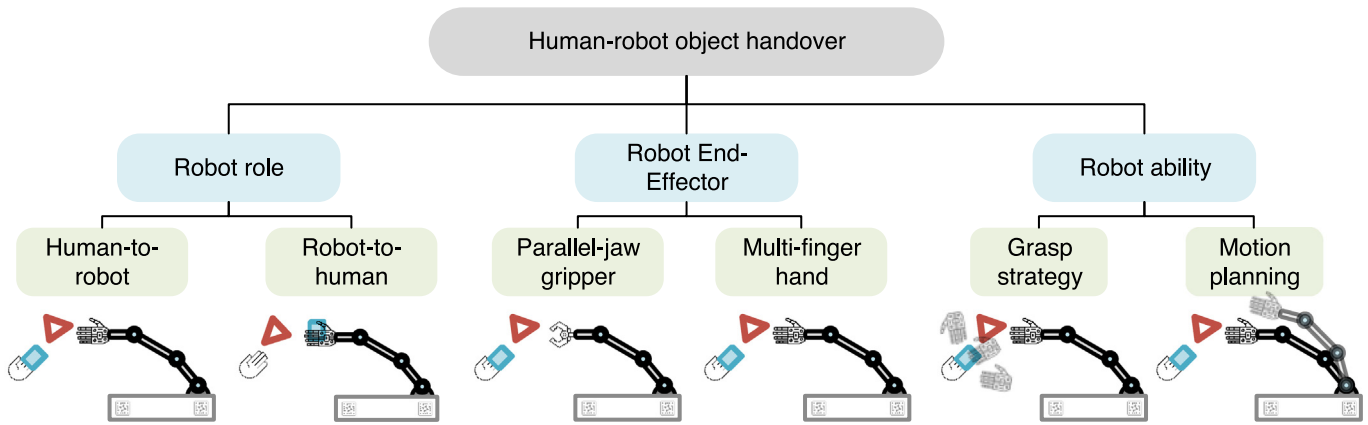 Human-robot object handover
Robot role
Robot End-
Effector
Robot ability
Human-to-
robot
Robot-to-
human
Parallel-jaw
gripper
Multi-finger
hand
Grasp
strategy
Motion
planning